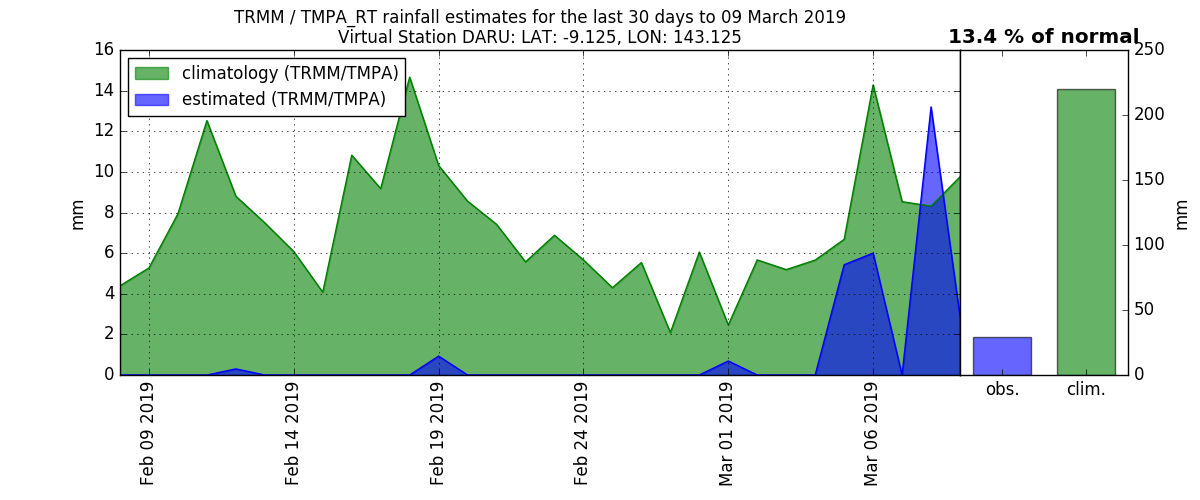 TRMM / TMPA_RT rainfall estimates for the last 30 days to 09 March 2019
Virtual Station DARU: LAT: -9.125, LON: 143.125
13.4 % of normal
climatology (TRMM/TMPA)
estimated (TRMM/TMPA)
mm
16
14
12
10
8
6
4
2
0
Feb 09 2019
Feb 14 2019
Feb 19 2019
Feb 24 2019
Mar 01 2019
Mar 06 2019
obs.
clim.
250
200
150
100
50
0
mm